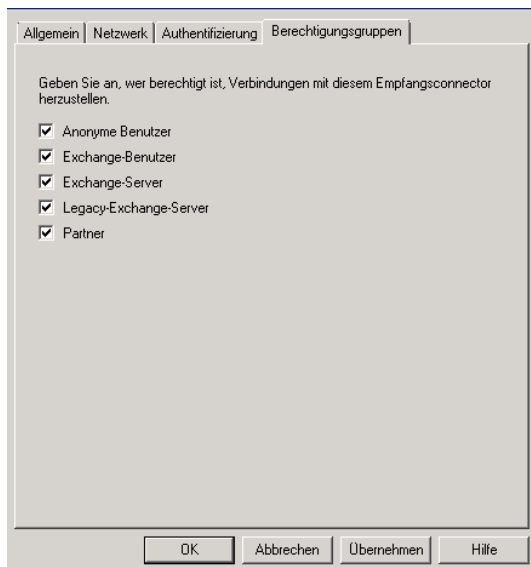 Allgemein Netzwerk Authentifizierung Berechtigungsgruppen
Geben Sie an, wer berechtigt ist, Verbindungen mit diesem Empfangsconnector
herzustellen.
Anonyme Benutzer
Exchange-Benutzer
Exchange-Server
Legacy-Exchange-Server
Partner
OK Abbrechen Übernehmen Hilfe